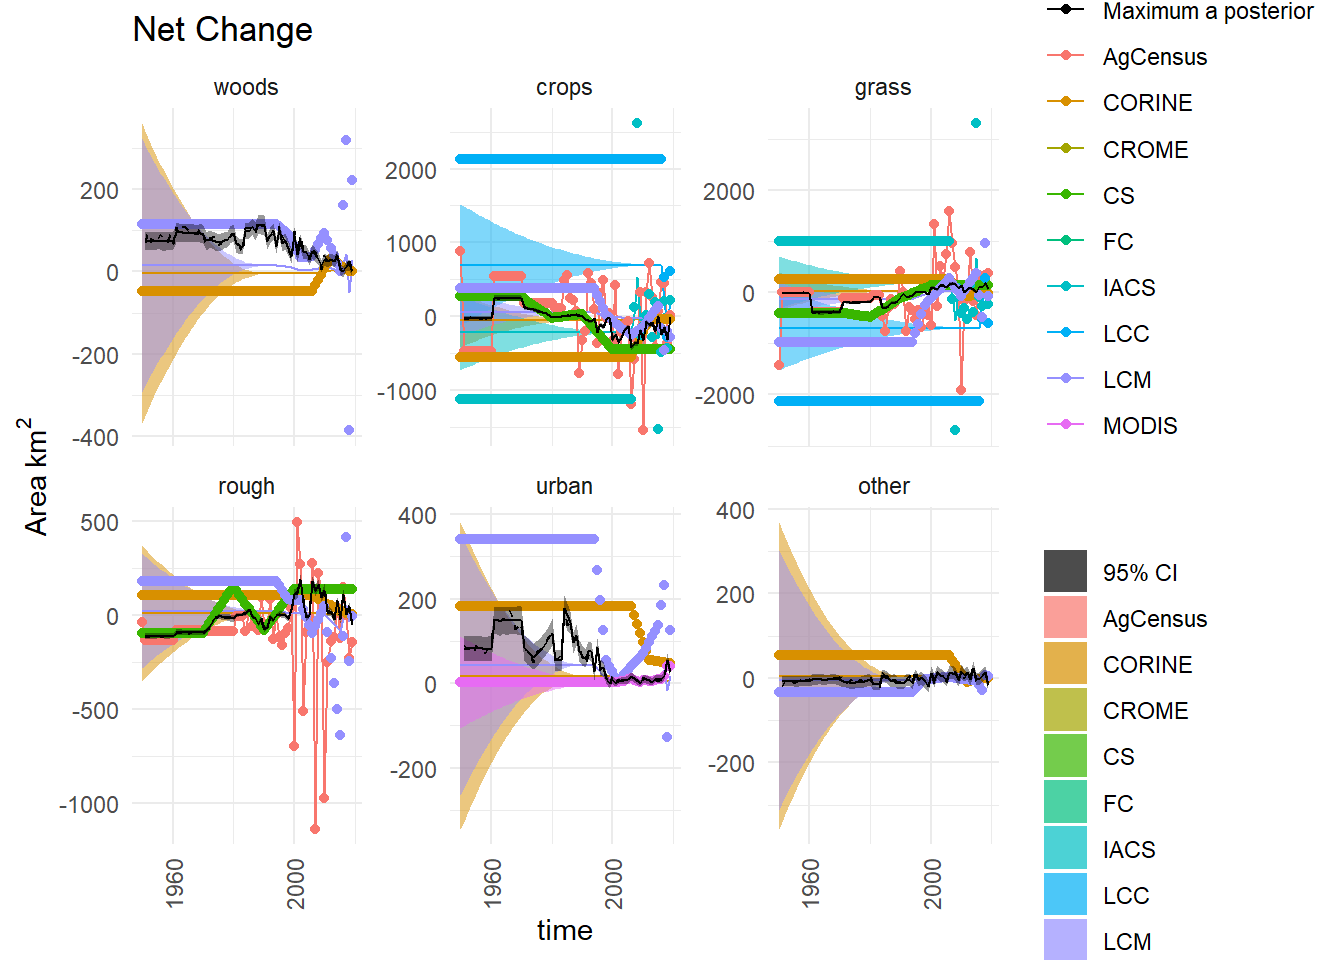 Net Change
woods
crops
grass
200
0
-200
-400
2000
1000
0
-1000
2000
0
-2000
rough
urban
other
500
0
-500
-1000
400
200
0
-200
400
200
0
-200
1960
2000
1960
2000
1960
2000
time
Area km2
Maximum a posterior
AgCensus
CORINE
CROME
CS
FC
IACS
LCC
LCM
MODIS
95% CI
AgCensus
CORINE
CROME
CS
FC
IACS
LCC
LCM